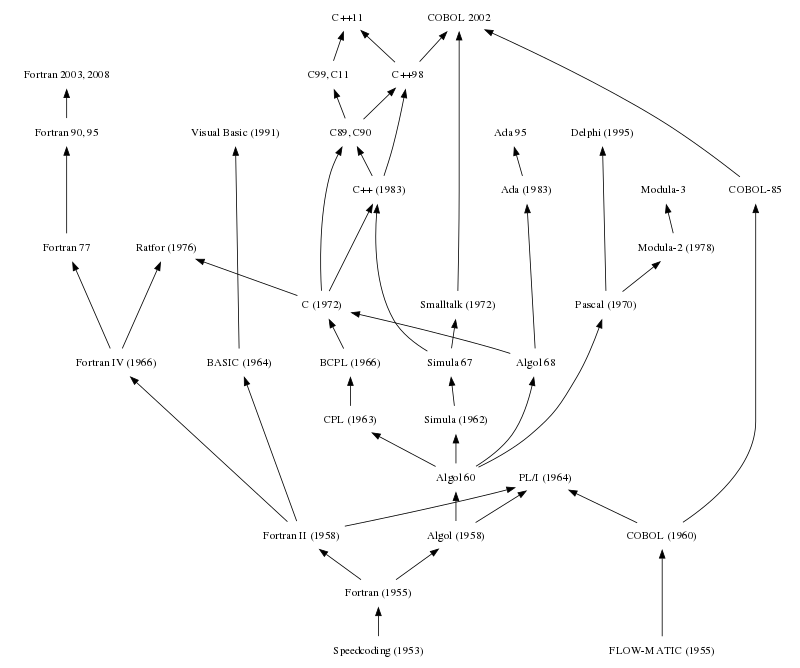 C++11
COBOL 2002
Fortran 2003, 2008
C99, C11
C++98
Fortran 90, 95
Visual Basic (1991)
C89, C90
Ada 95
Delphi (1995)
C++ (1983)
Ada (1983)
Modula-3
COBOL-85
Fortran 77
Ratfor (1976)
Modula-2 (1978)
C (1972)
Smalltalk (1972)
Pascal (1970)
Fortran IV (1966)
BASIC (1964)
BCPL (1966)
Simula 67
Algol 68
CPL (1963)
Simula (1962)
Algol 60
PL/I (1964)
Fortran II (1958)
Algol (1958)
COBOL (1960)
Fortran (1955)
Speedcoding (1953)
FLOW-MATIC (1955)